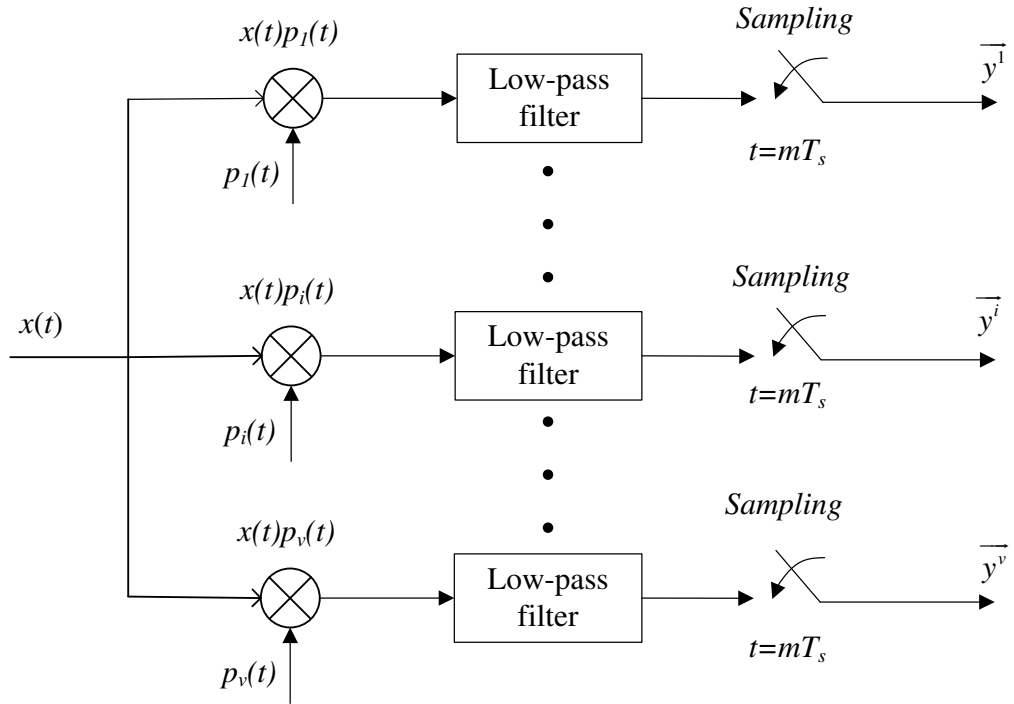 x(t)p₁(t)
Sampling
Low-pass
filter
y¹
p₁(t)
t=mTₛ
x(t)
x(t)pᵢ(t)
Sampling
Low-pass
filter
yⁱ
pᵢ(t)
t=mTₛ
x(t)pᵥ(t)
Sampling
Low-pass
filter
yᵛ
pᵥ(t)
t=mTₛ